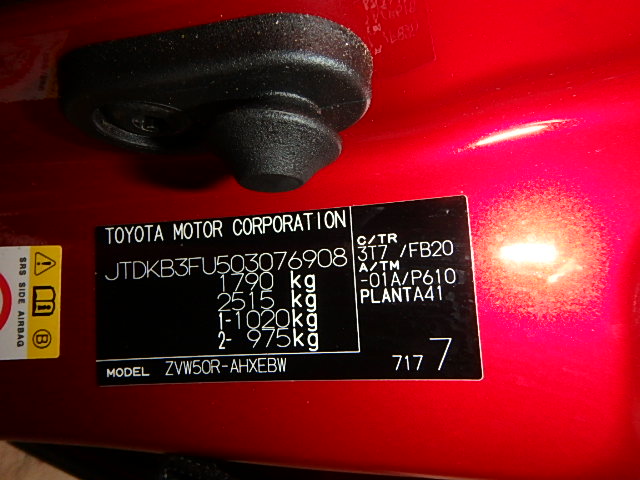 TOYOTA MOTOR CORPORATION
JTDKB3FU503076908
1790 kg
2515 kg
1-1020kg
2- 975kg
C/TR
3T7 /FB20
A/TM
-01A/P610
PLANTA41
MODEL ZVW50R-AHXEBW
717 7
SRS SIDE AIRBAG